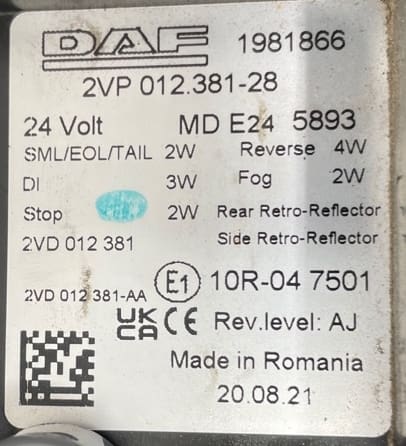 DAF 1981866
2VP 012.381-28
24 Volt MD E24 5893
SML/EOL/TAIL 2W Reverse 4W
DI 3W Fog 2W
Stop 2W Rear Retro-Reflector
2VD 012 381 Side Retro-Reflector
2VD 012 381-AA E1 10R-04 7501
UKCA CE Rev.level: AJ
Made in Romania
20.08.21